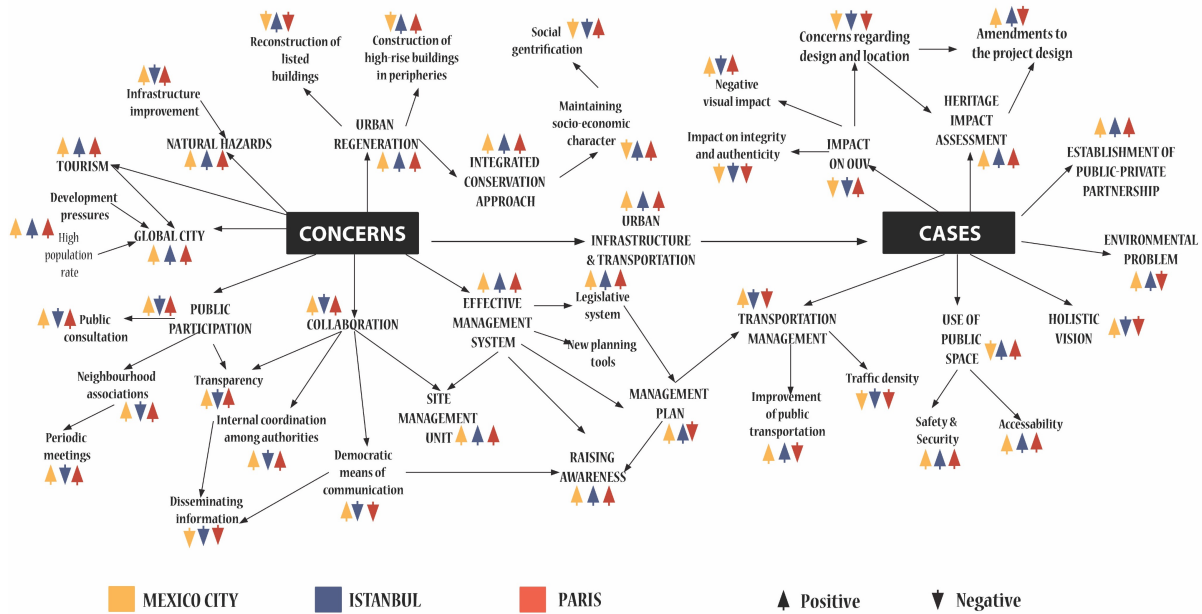 Reconstruction of
listed
buildings
Construction of
high-rise buildings
in peripheries
Social
gentrification
Concerns regarding
design and location
Amendments to
the project design
Infrastructure
improvement
Negative
visual impact
Maintaining
socio-economic
character
HERITAGE
IMPACT
ASSESSMENT
NATURAL HAZARDS
URBAN
REGENERATION
INTEGRATED
CONSERVATION
APPROACH
Impact on integrity
and authenticity
IMPACT
ON OUV
ESTABLISHMENT OF
PUBLIC-PRIVATE
PARTNERSHIP
TOURISM
Development
pressures
High
population
rate
GLOBAL CITY
CONCERNS
URBAN
INFRASTRUCTURE
& TRANSPORTATION
CASES
ENVIRONMENTAL
PROBLEM
PUBLIC
PARTICIPATION
Public
consultation
COLLABORATION
EFFECTIVE
MANAGEMENT
SYSTEM
Legislative
system
New planning
tools
TRANSPORTATION
MANAGEMENT
USE OF
PUBLIC
SPACE
HOLISTIC
VISION
Neighbourhood
associations
Transparency
Internal coordination
among authorities
SITE
MANAGEMENT
UNIT
MANAGEMENT
PLAN
Improvement
of public
transportation
Traffic density
Safety &
Security
Accessability
Periodic
meetings
Democratic
means of
communication
RAISING
AWARENESS
Disseminating
information
MEXICO CITY
ISTANBUL
PARIS
Positive
Negative